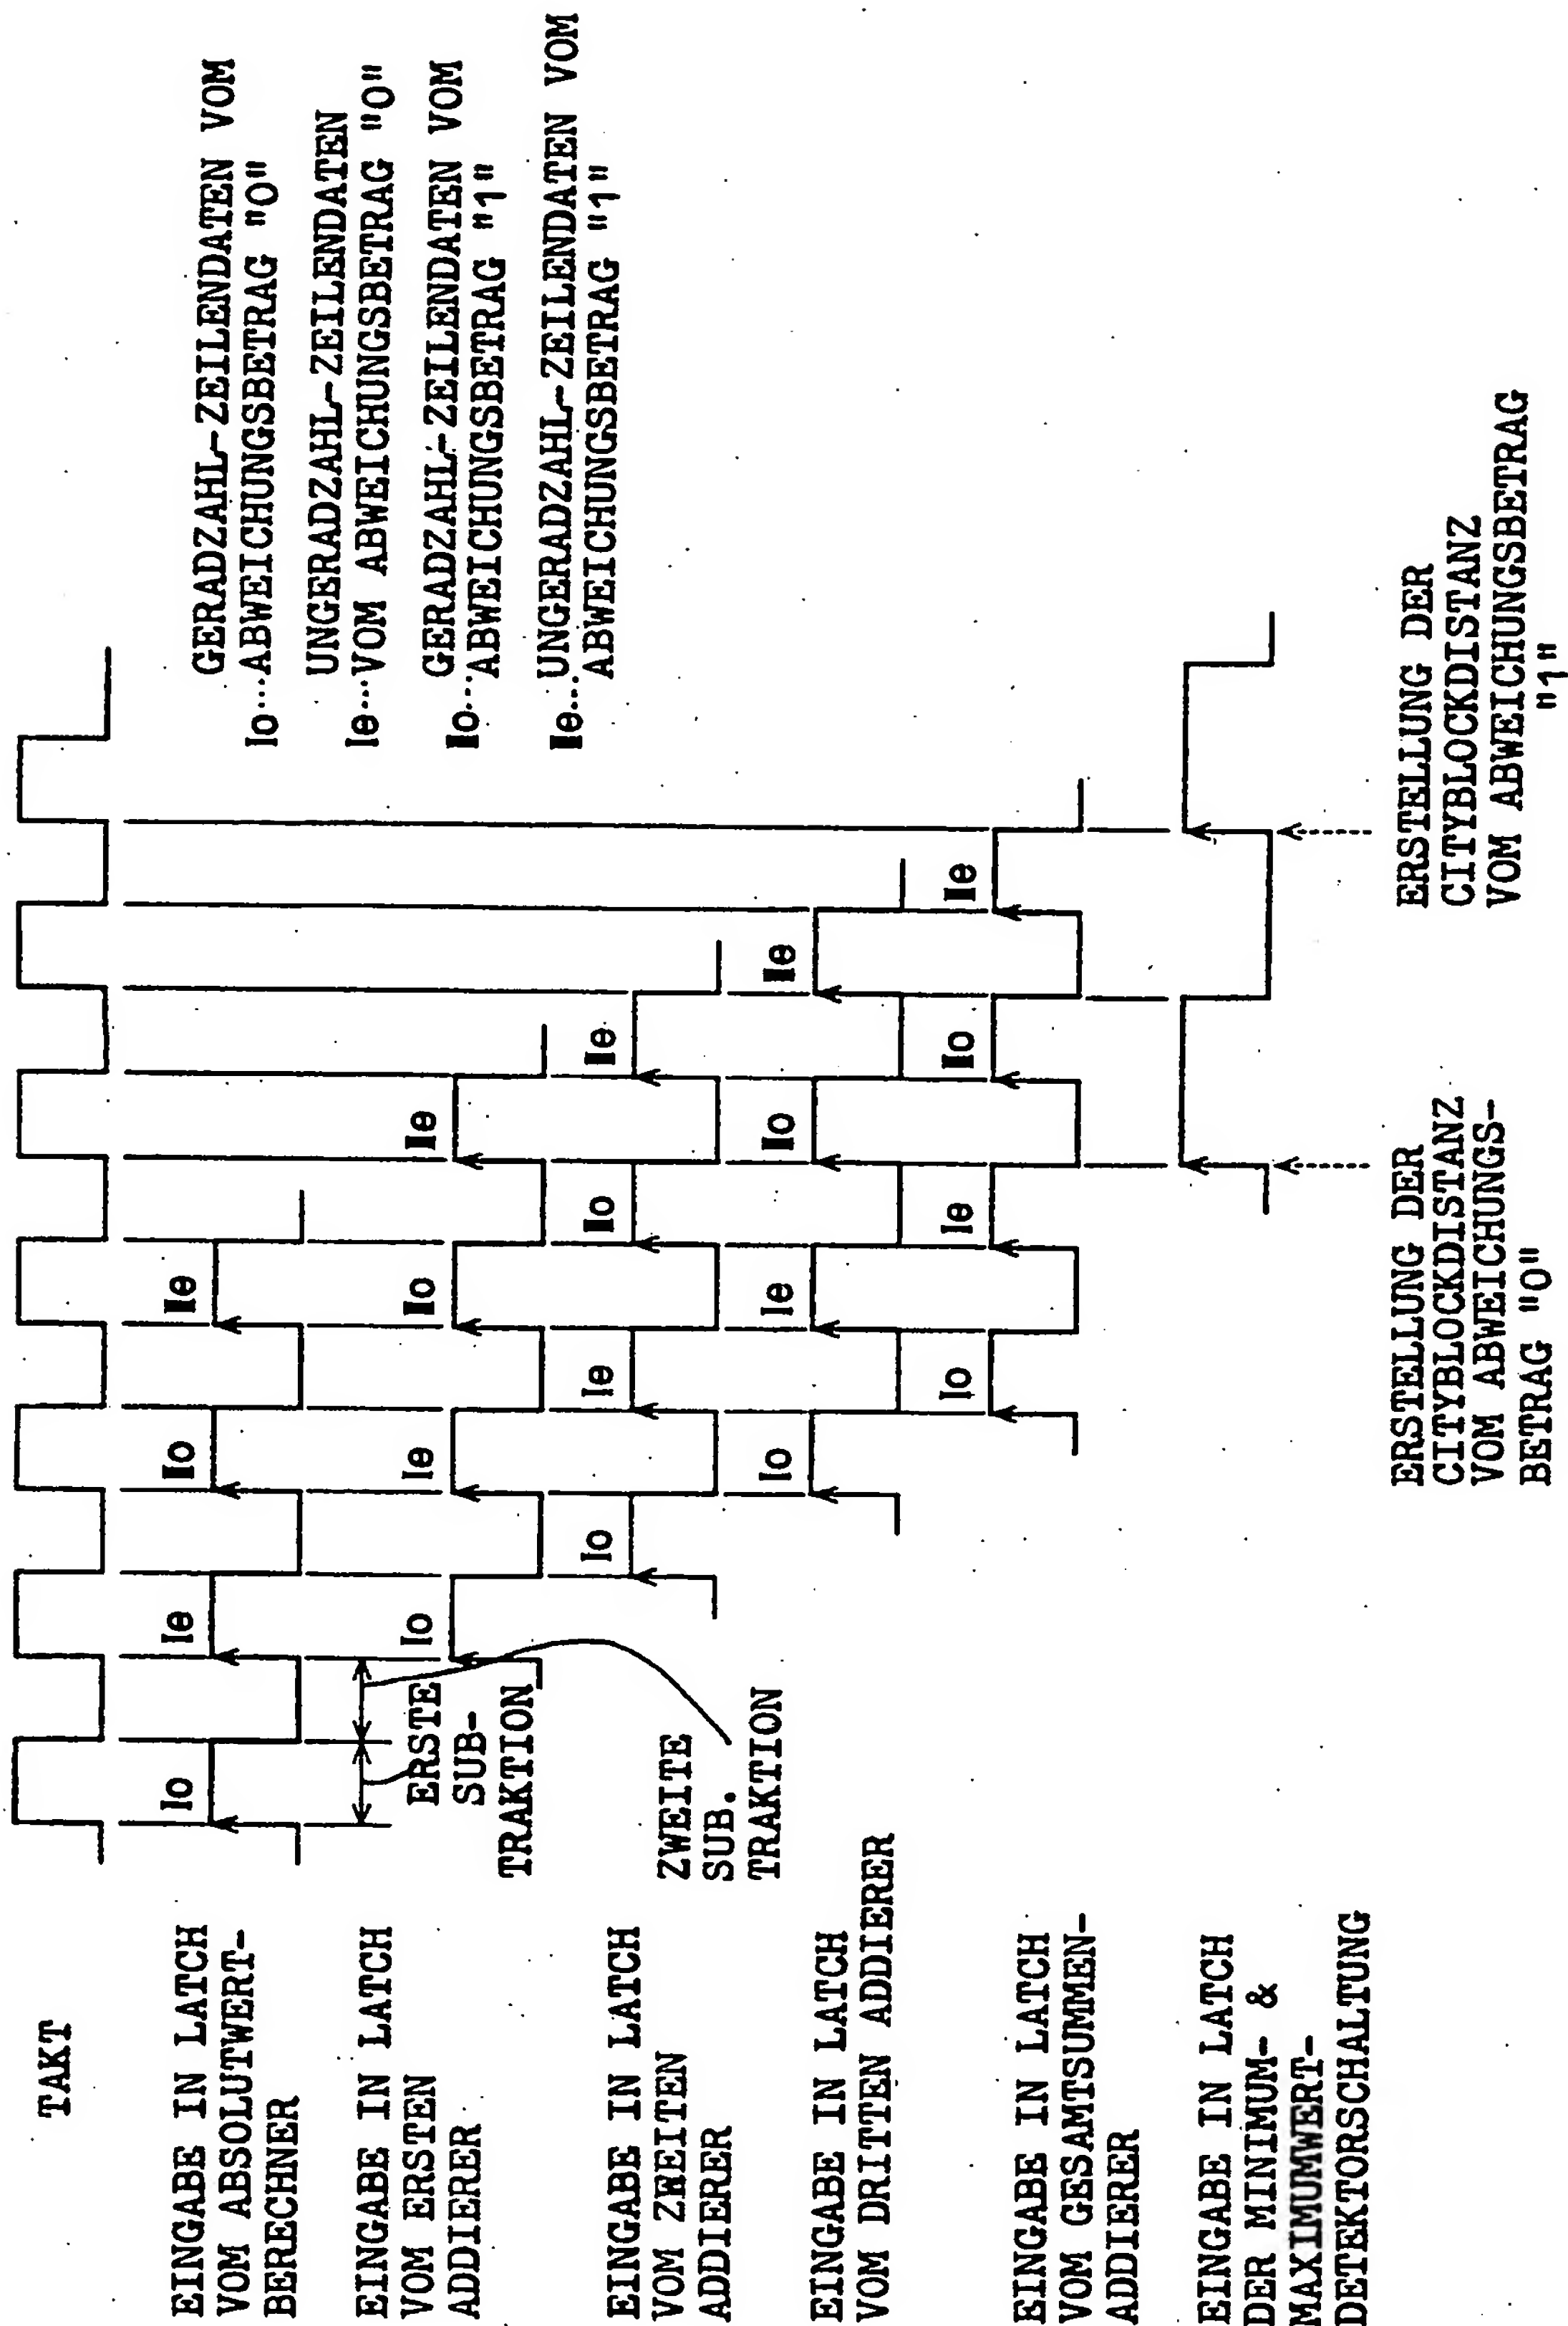 TAKT
EINGABE IN LATCH
VOM ABSOLUTWERT-
BERECHNER
Io Ie Io Ie
EINGABE IN LATCH
VOM ERSTEN
ADDIERER
Io Ie Io Ie
ERSTE
SUB-
TRAKTION
EINGABE IN LATCH
VOM ZWEITEN
ADDIERER
Io Ie Io Ie
ZWEITE
SUB.
TRAKTION
EINGABE IN LATCH
VOM DRITTEN ADDIERER
Io Ie Io Ie
EINGABE IN LATCH
VOM GESAMTSUMMEN-
ADDIERER
Io Ie Io Ie
EINGABE IN LATCH
DER MINIMUM- &
MAXIMUMWERT-
DETEKTORSCHALTUNG
GERADZAHL-ZEILENDATEN VOM
Io...ABWEICHUNGSBETRAG "0"
UNGERADZAHL-ZEILENDATEN
Ie...VOM ABWEICHUNGSBETRAG "0"
GERADZAHL-ZEILENDATEN VOM
Io...ABWEICHUNGSBETRAG "1"
Ie...UNGERADZAHL-ZEILENDATEN VOM
ABWEICHUNGSBETRAG "1"
ERSTELLUNG DER
CITYBLOCKDISTANZ
VOM ABWEICHUNGS-
BETRAG "0"
ERSTELLUNG DER
CITYBLOCKDISTANZ
VOM ABWEICHUNGSBETRAG
"1"